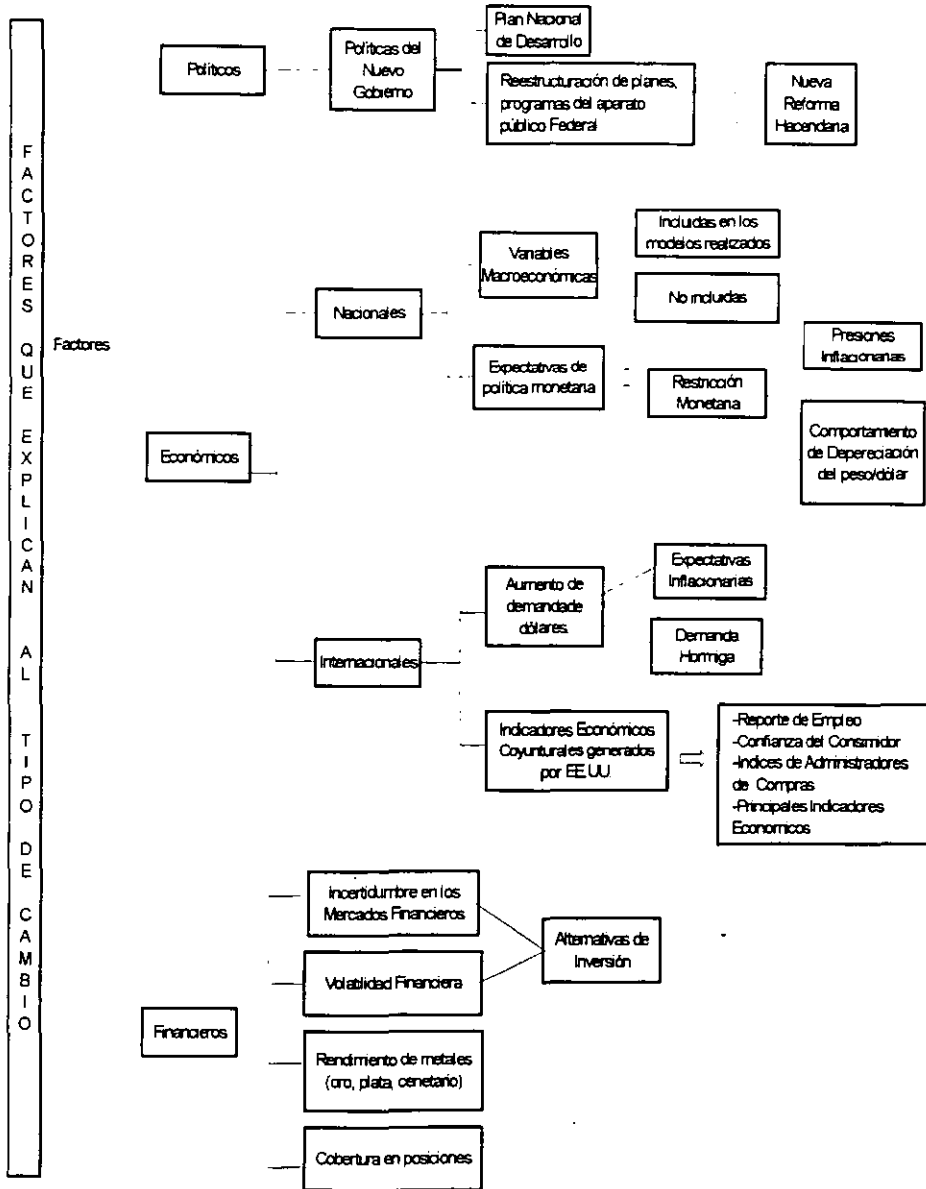 FACTORES QUE EXPLICAN AL TIPO DE CAMBIO
Factores
Políticos
Políticas del
Nuevo
Gobierno
Plan Nacional
de Desarrollo
Reestructuración de planes,
programas del aparato
público Federal
Nueva
Reforma
Hacendaria
Económicos
Nacionales
Variables
Macroeconómicas
Incluidas en los
modelos realizados
No incluidas
Expectativas de
política monetaria
Restricción
Monetaria
Presiones
Inflacionarias
Comportamiento
de Depereciación
del peso/dólar
Internacionales
Aumento de
demandade
dólares.
Expectativas
Inflacionarias
Demanda
Hormiga
Indicadores Económicos
Coyunturales generados
por EE.UU.
-Reporte de Empleo
-Confianza del Consimidor
-Indices de Administradores
de Compras
-Principales Indicadores
Economicos
Financieros
Incertidumbre en los
Mercados Financieros
Volatilidad Financiera
Alternativas de
Inversión
Rendimiento de metales
(oro, plata, cenetario)
Cobertura en posiciones